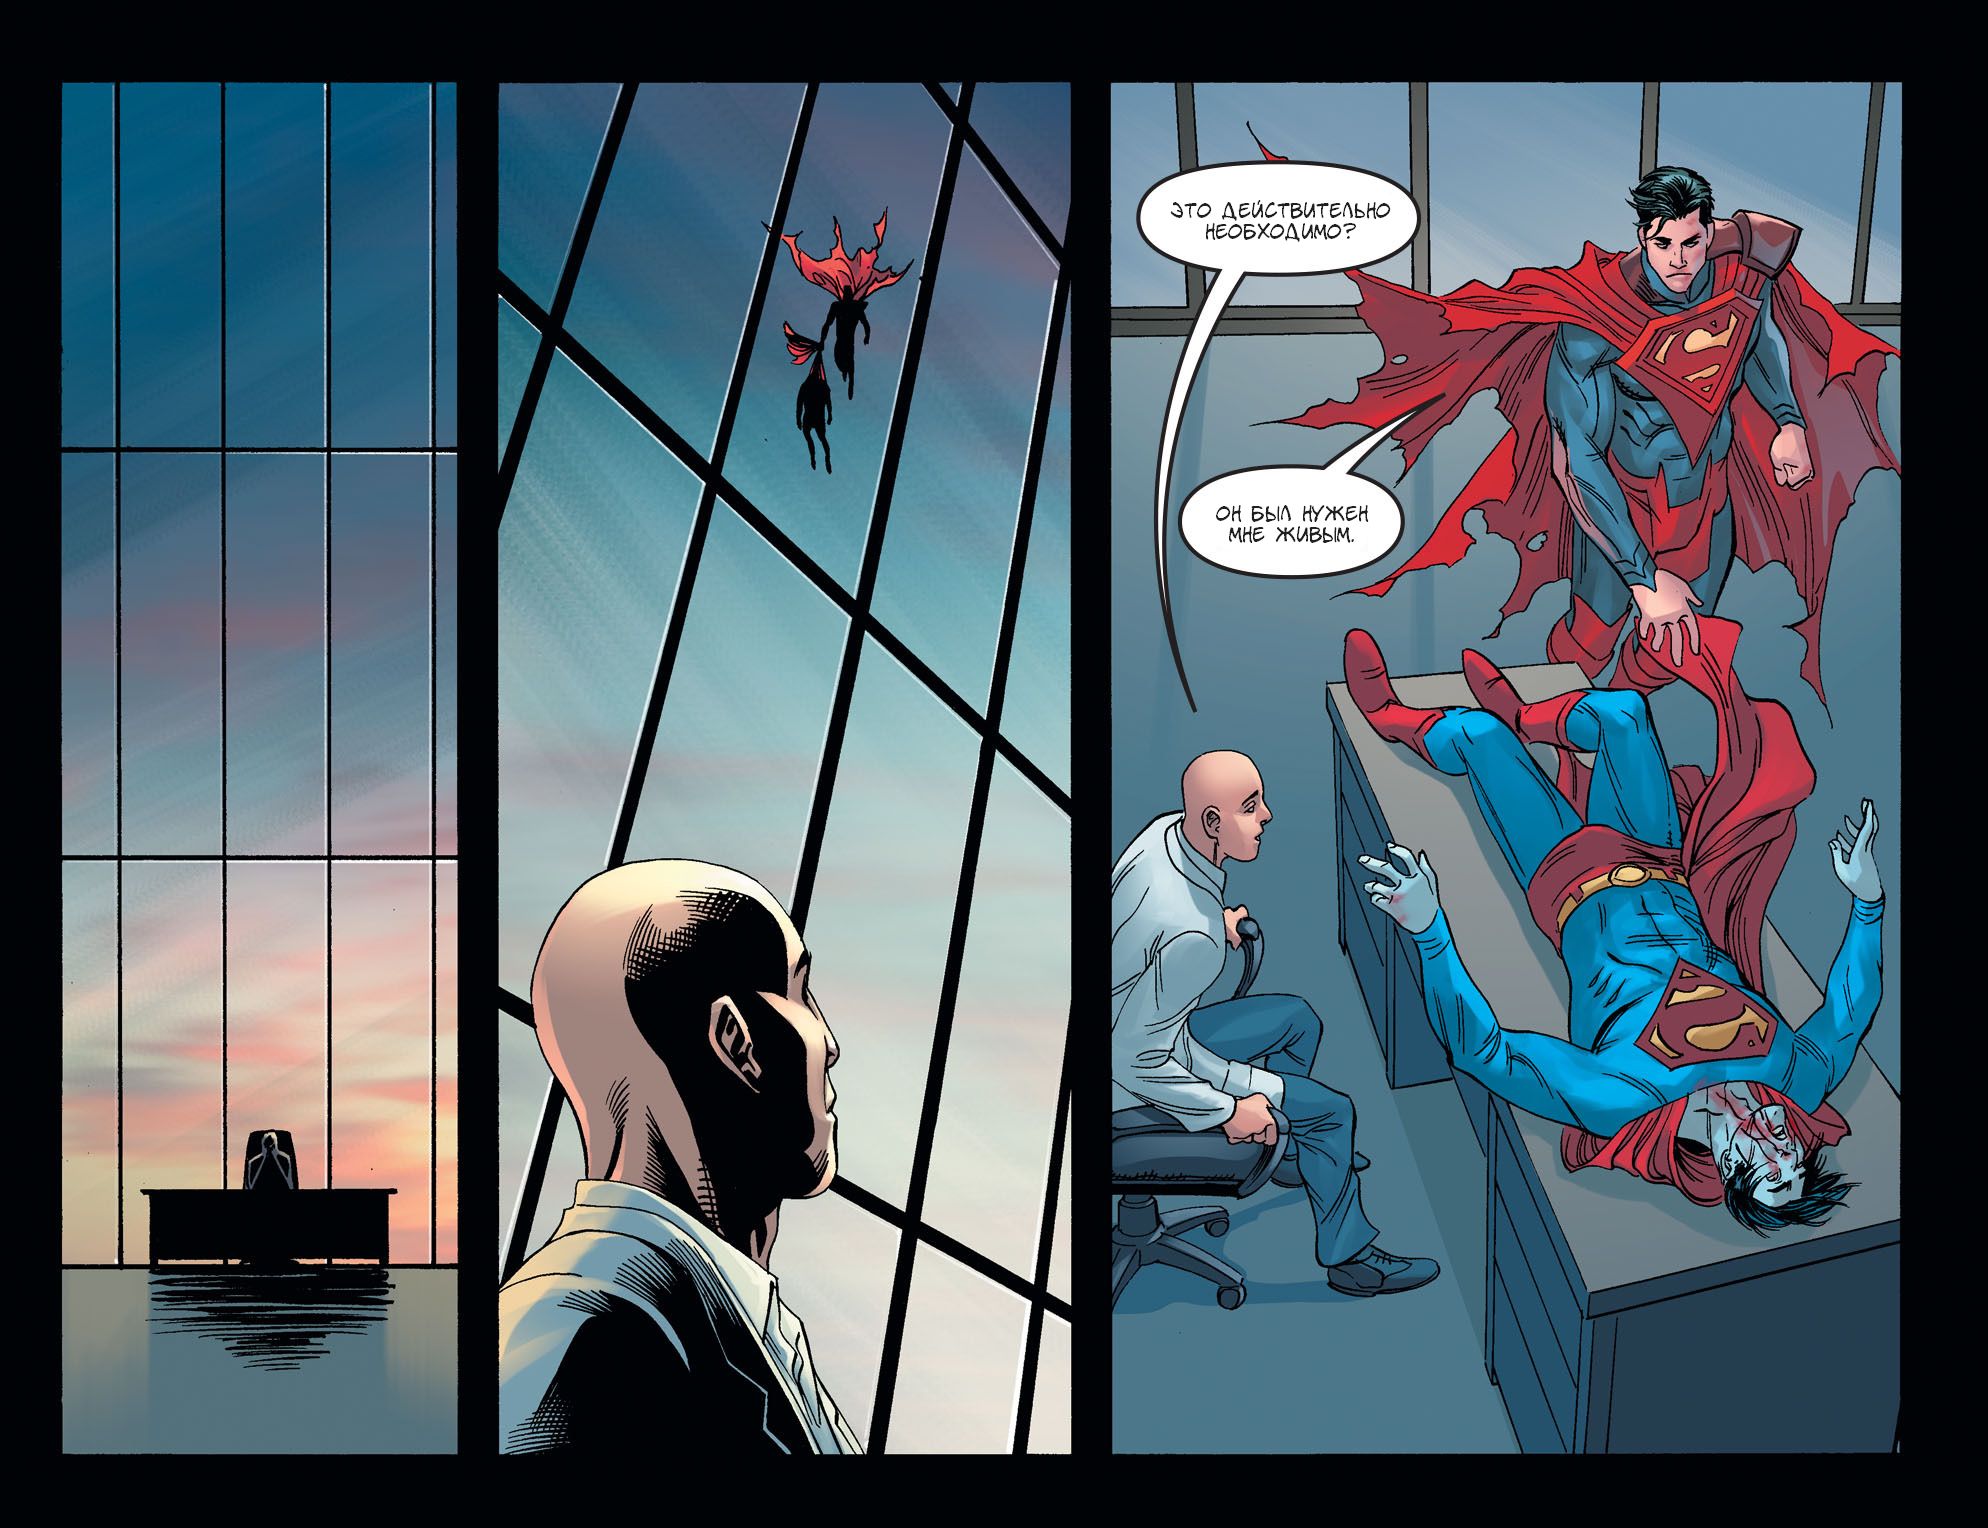 ЭТО ДЕЙСТВИТЕЛЬНО
НЕОБХОДИМО?
ОН БЫЛ НУЖЕН
МНЕ ЖИВЫМ.